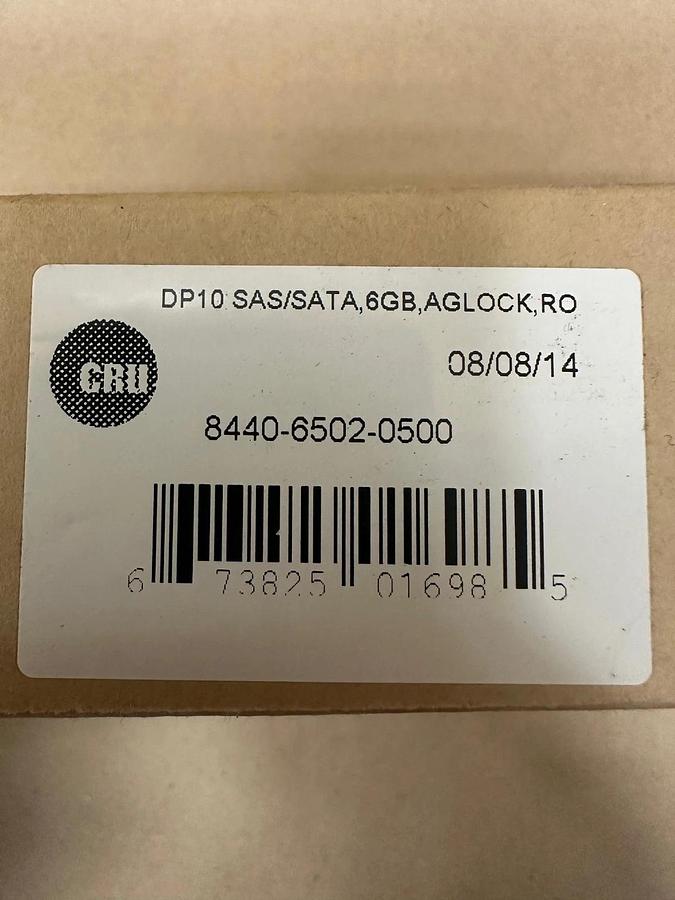 DP10 SAS/SATA,6GB,AGLOCK,RO
CRU
08/08/14
8440-6502-0500
6 73825 01698 5